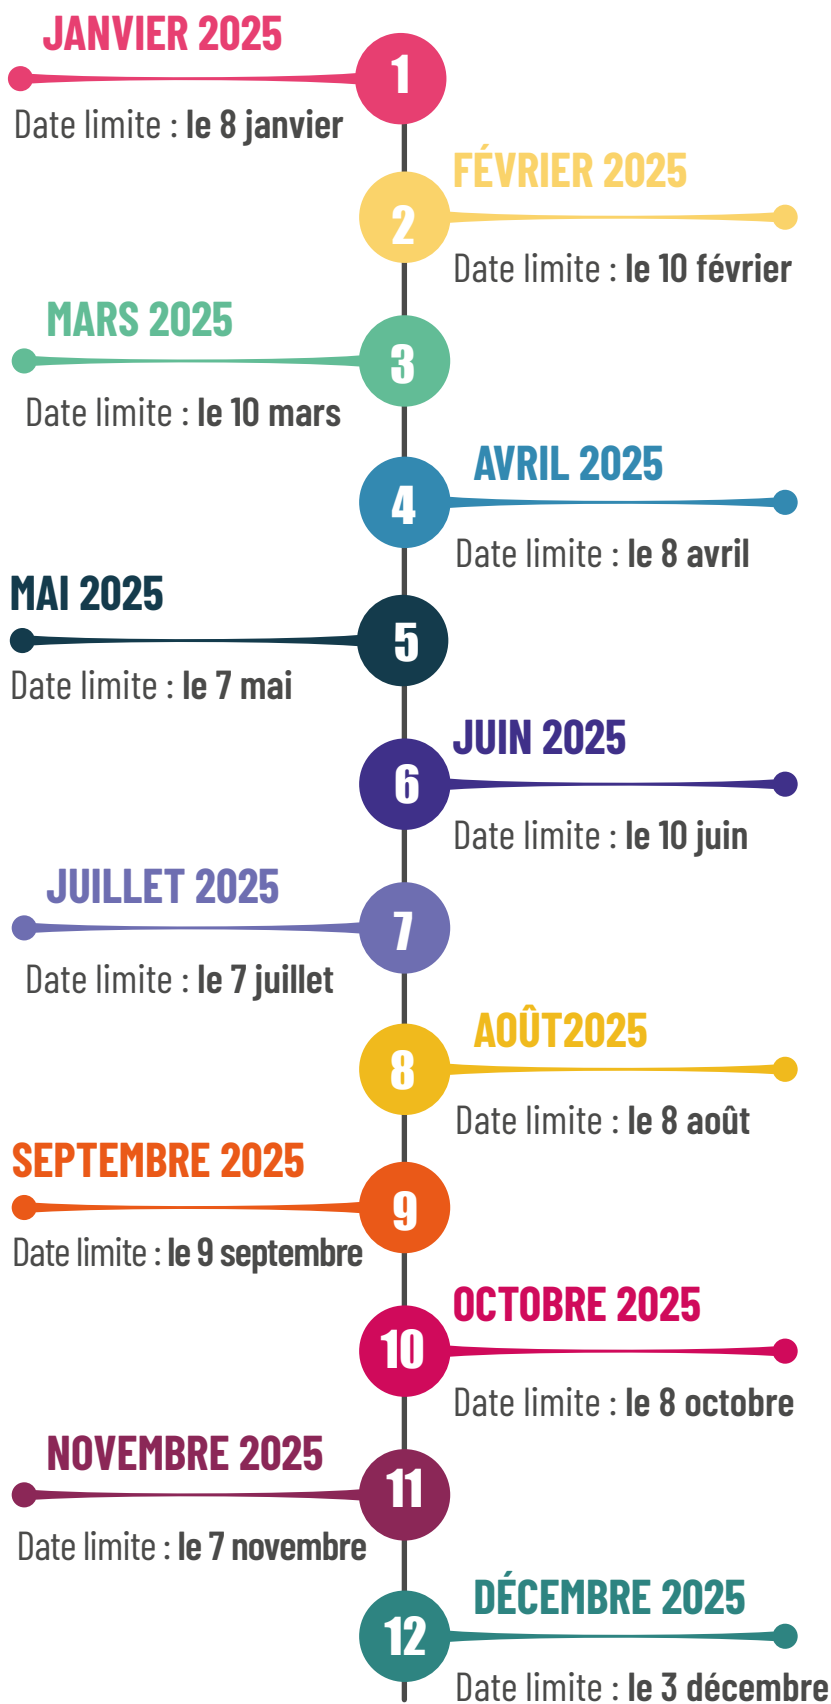 JANVIER 2025
1
Date limite : le 8 janvier
FÉVRIER 2025
2
Date limite : le 10 février
MARS 2025
3
Date limite : le 10 mars
AVRIL 2025
4
Date limite : le 8 avril
MAI 2025
5
Date limite : le 7 mai
JUIN 2025
6
Date limite : le 10 juin
JUILLET 2025
7
Date limite : le 7 juillet
AOÛT2025
8
Date limite : le 8 août
SEPTEMBRE 2025
9
Date limite : le 9 septembre
OCTOBRE 2025
10
Date limite : le 8 octobre
NOVEMBRE 2025
11
Date limite : le 7 novembre
DÉCEMBRE 2025
12
Date limite : le 3 décembre